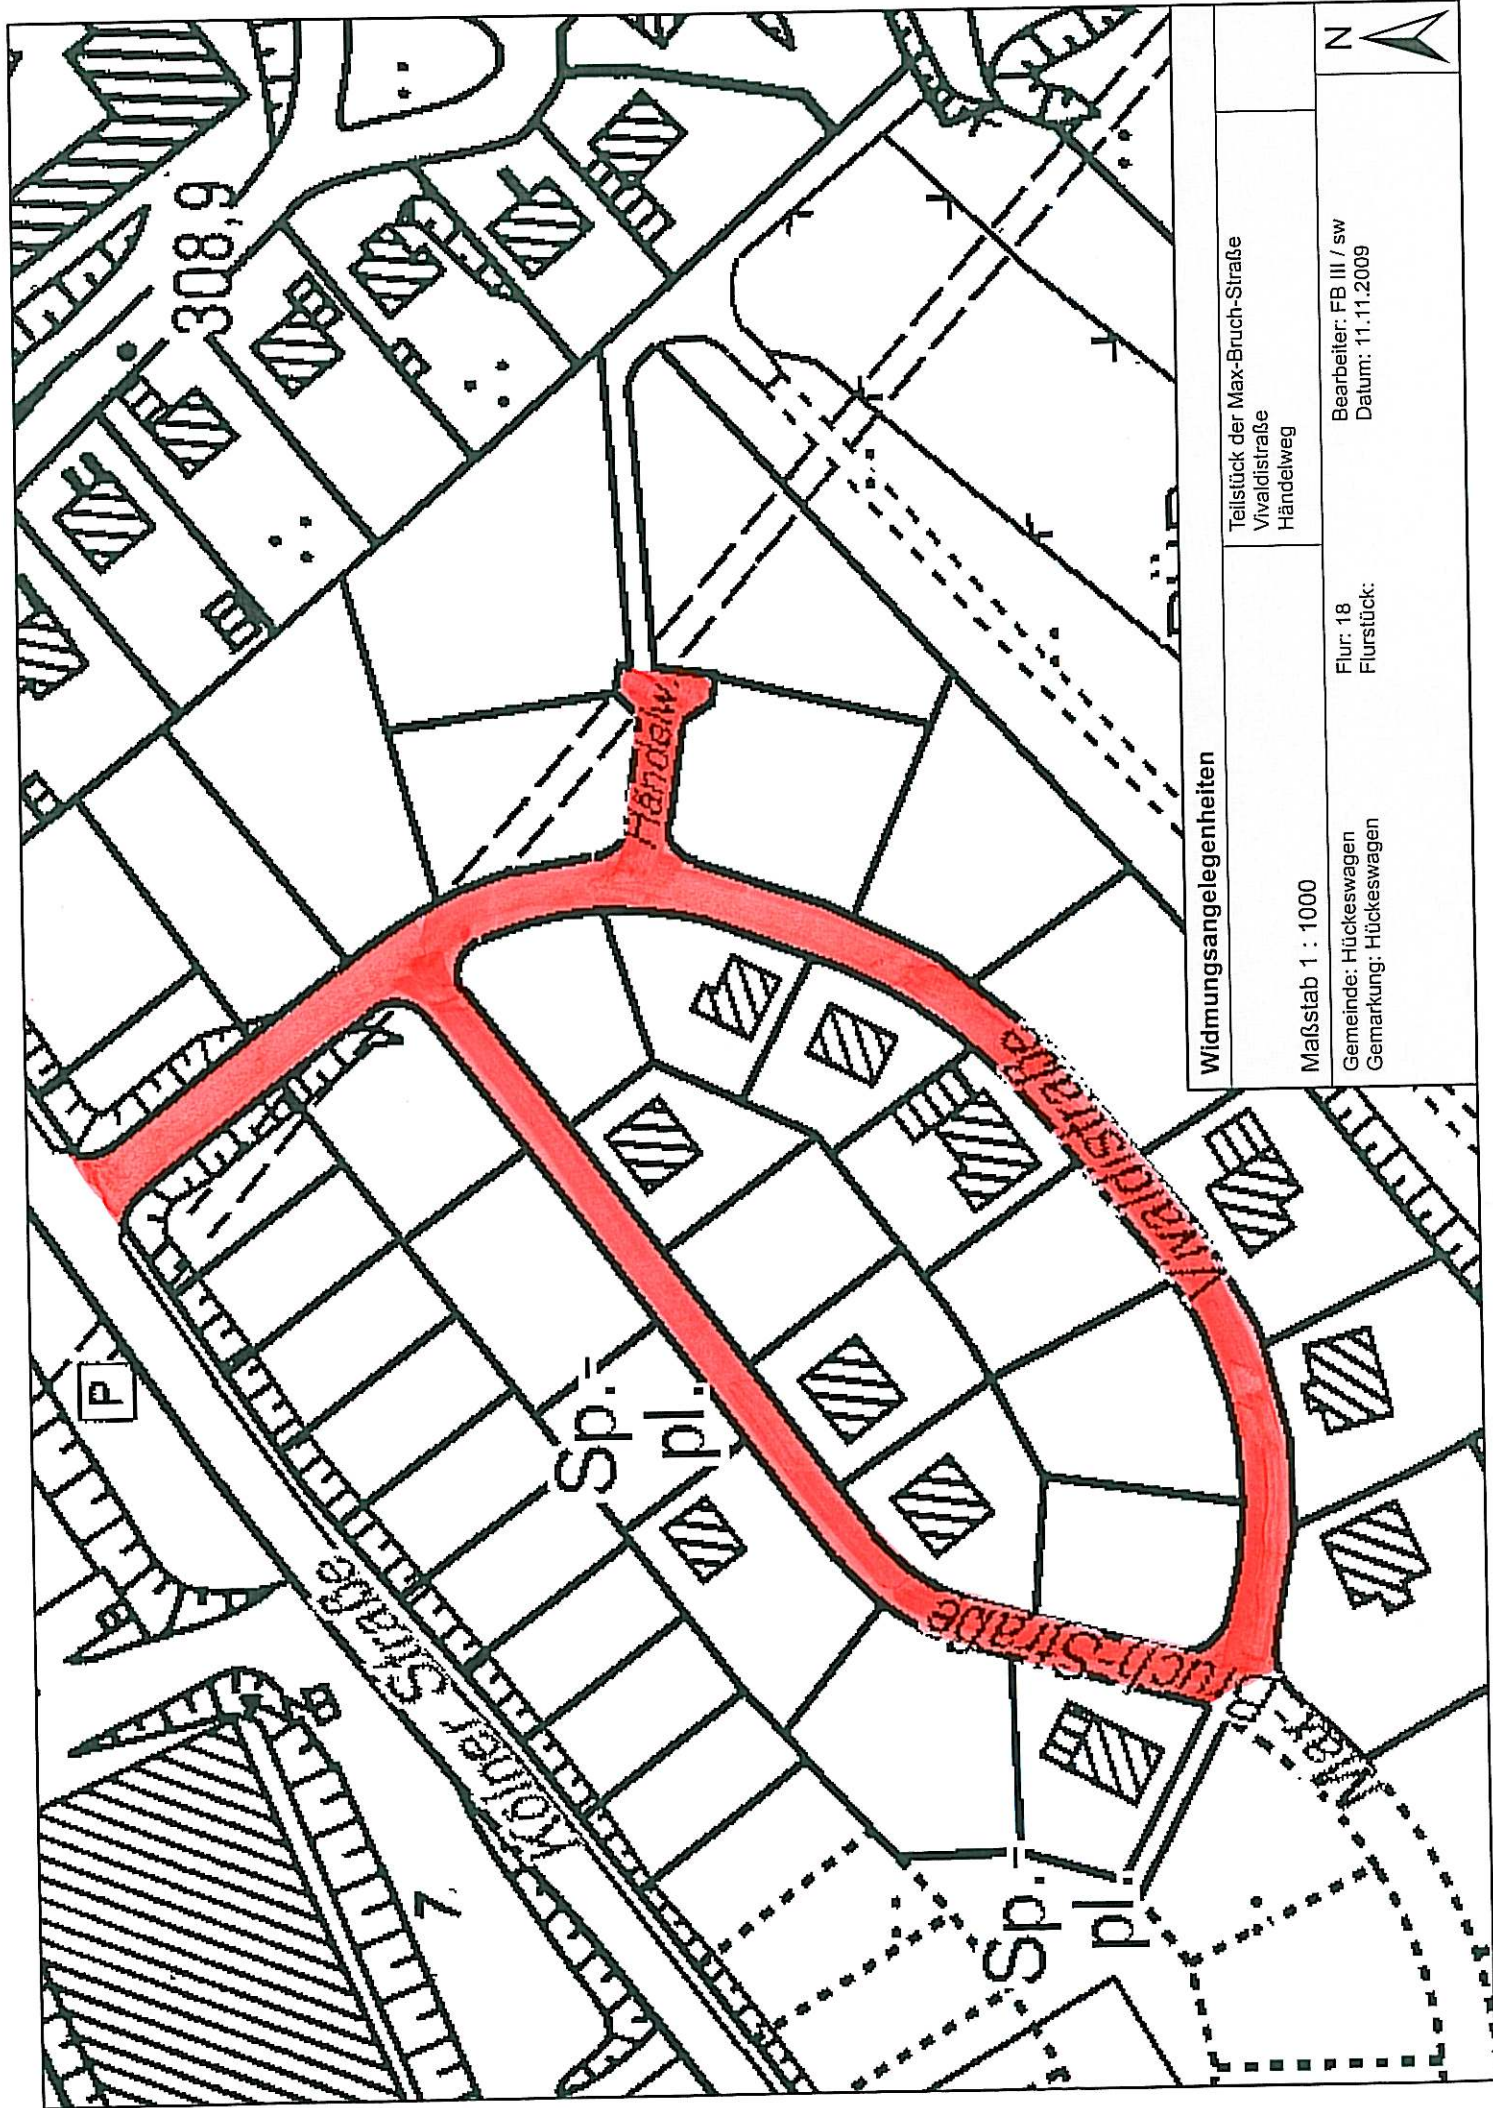 308,9
P
Kölner Straße
7
Sp.-
pl.
Händelw.
Vivaldistraße
Max-
Bruch-Straße
Sp.-
pl.
Widmungsangelegenheiten
Teilstück der Max-Bruch-Straße
Vivaldistraße
Händelweg
Maßstab 1 : 1000
Gemeinde: Hückeswagen
Gemarkung: Hückeswagen
Flur: 18
Flurstück:
Bearbeiter: FB III / sw
Datum: 11.11.2009
N